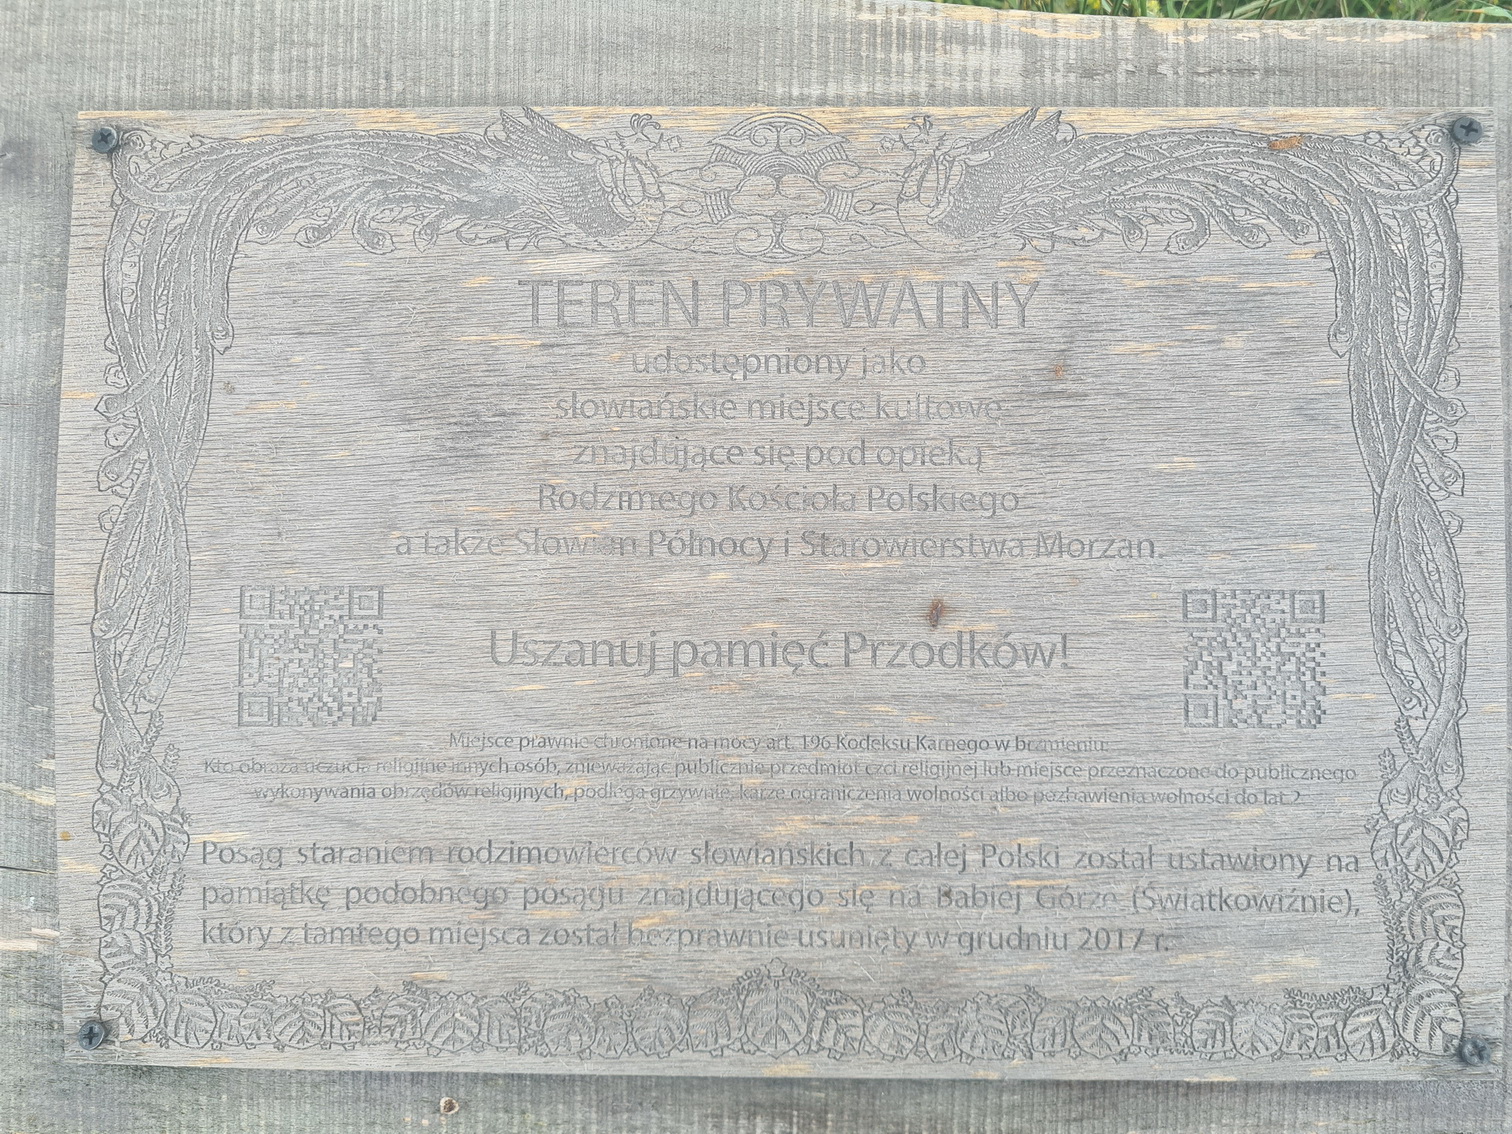 TEREN PRYWATNY
udostępniony jako
słowiańskie miejsce kultowe
znajdujące się pod opieką
Rodzimego Kościoła Polskiego
a także Słowian Północy i Starowierstwa Morzan.
Uszanuj pamięć Przodków!
Miejsce prawnie chronione na mocy art. 196 Kodeksu Karnego w brzmieniu:
Kto obraża uczucia religijne innych osób, znieważając publicznie przedmiot czci religijnej lub miejsce przeznaczone do publicznego
wykonywania obrzędów religijnych, podlega grzywnie, karze ograniczenia wolności albo pozbawienia wolności do lat 2.
Posąg staraniem rodzimowierców słowiańskich z całej Polski został ustawiony na
pamiątkę podobnego posągu znajdującego się na Babiej Górze (Światkowiźnie),
który z tamtego miejsca został bezprawnie usunięty w grudniu 2017 r.